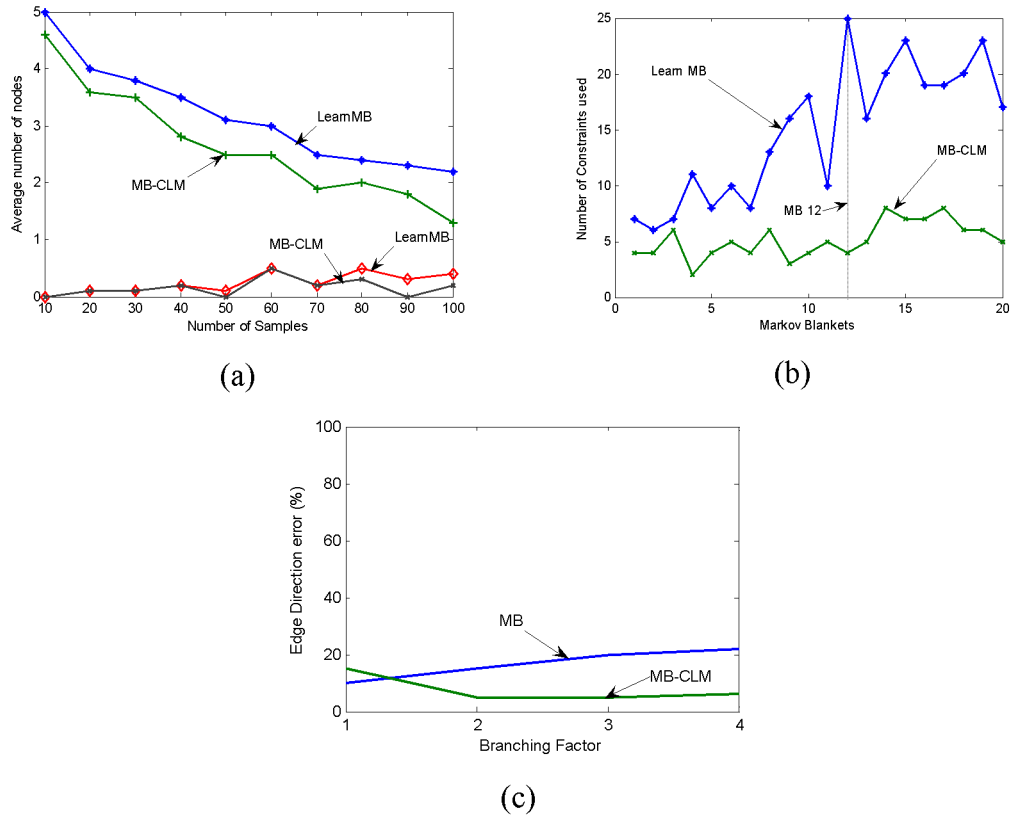 5
4
3
2
1
0
Average number of nodes
LearnMB
MB-CLM
MB-CLM
LearnMB
10 20 30 40 50 60 70 80 90 100
Number of Samples
(a)
25
20
15
10
5
0
Number of Constraints used
Learn MB
MB-CLM
MB 12
0 5 10 15 20
Markov Blankets
(b)
100
80
60
40
20
0
Edge Direction error (%)
MB
MB-CLM
1 2 3 4
Branching Factor
(c)